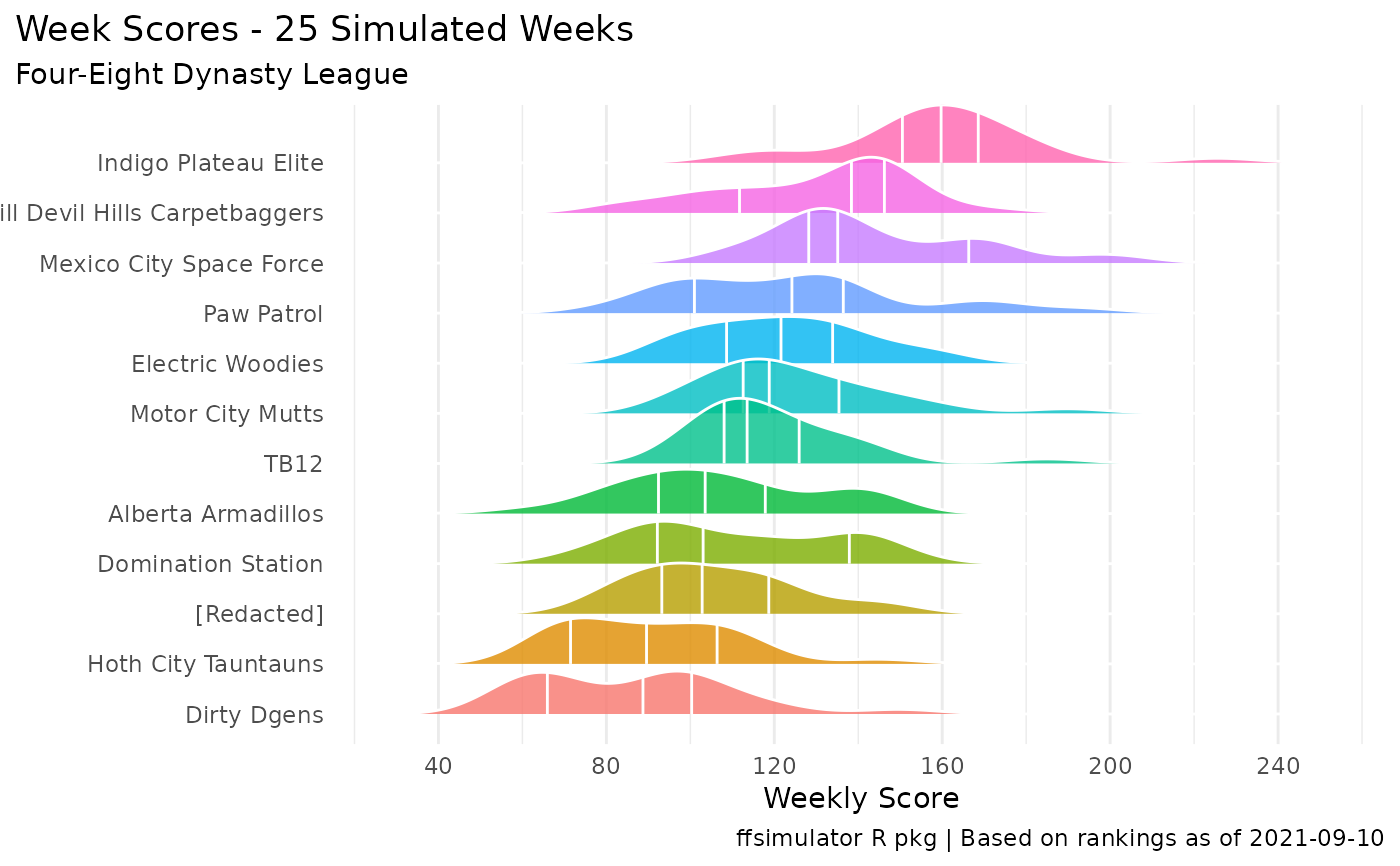 Week Scores - 25 Simulated Weeks
Four-Eight Dynasty League
Indigo Plateau Elite
ill Devil Hills Carpetbaggers
Mexico City Space Force
Paw Patrol
Electric Woodies
Motor City Mutts
TB12
Alberta Armadillos
Domination Station
[Redacted]
Hoth City Tauntauns
Dirty Dgens
40 80 120 160 200 240
Weekly Score
ffsimulator R pkg | Based on rankings as of 2021-09-10